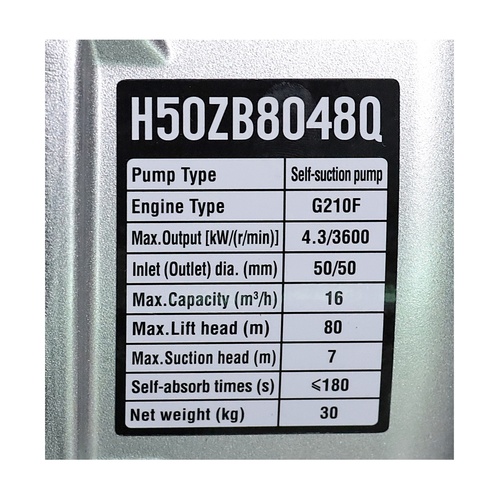 H50ZB8048Q
Pump Type Self-suction pump
Engine Type G210F
Max.Output [kW/(r/min)] 4.3/3600
Inlet (Outlet) dia. (mm) 50/50
Max.Capacity (m³/h) 16
Max.Lift head (m) 80
Max.Suction head (m) 7
Self-absorb times (s) ⩽180
Net weight (kg) 30